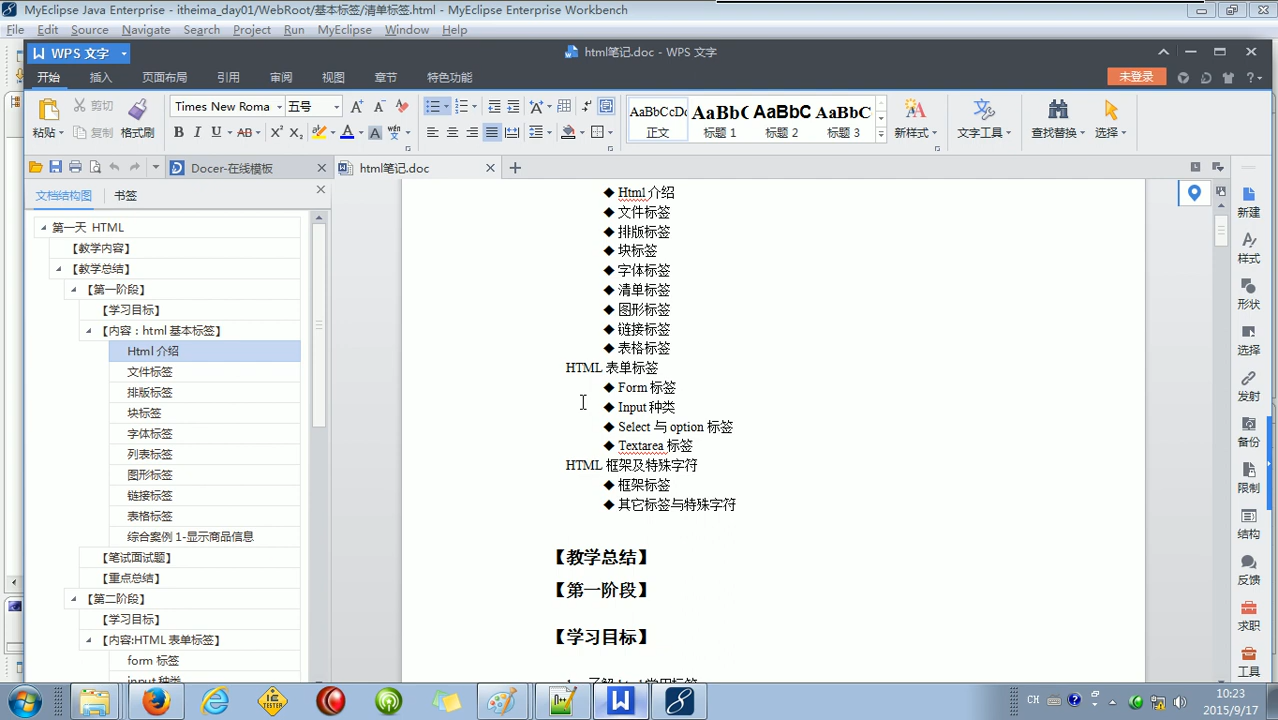 MyEclipse Java Enterprise - itheima_day01/WebRoot/基本标签/清单标签.html - MyEclipse Enterprise Workbench
File Edit Source Navigate Search Project Run MyEclipse Window Help
W WPS 文字
html笔记.doc - WPS 文字
开始 插入 页面布局 引用 审阅 视图 章节 特色功能 未登录
粘贴 剪切 复制 格式刷
Times New Roma 五号
B I U AB X² X₂ A A
AaBbCcDc AaBb( AaBbC AaBbC
正文 标题 1 标题 2 标题 3
新样式 文字工具 查找替换 选择
Docer-在线模板 html笔记.doc
文档结构图 书签
第一天 HTML
【教学内容】
【教学总结】
【第一阶段】
【学习目标】
【内容：html 基本标签】
Html 介绍
文件标签
排版标签
块标签
字体标签
列表标签
图形标签
链接标签
表格标签
综合案例 1-显示商品信息
【笔试面试题】
【重点总结】
【第二阶段】
【学习目标】
【内容:HTML 表单标签】
form 标签
input 种类
◆ Html 介绍
◆ 文件标签
◆ 排版标签
◆ 块标签
◆ 字体标签
◆ 清单标签
◆ 图形标签
◆ 链接标签
◆ 表格标签
HTML 表单标签
◆ Form 标签
◆ Input 种类
◆ Select 与 option 标签
◆ Textarea 标签
HTML 框架及特殊字符
◆ 框架标签
◆ 其它标签与特殊字符
【教学总结】
【第一阶段】
【学习目标】
了解 html 常用标签
新建
样式
形状
选择
发射
备份
限制
结构
反馈
求职
工具
TESTER
CH
10:23
2015/9/17